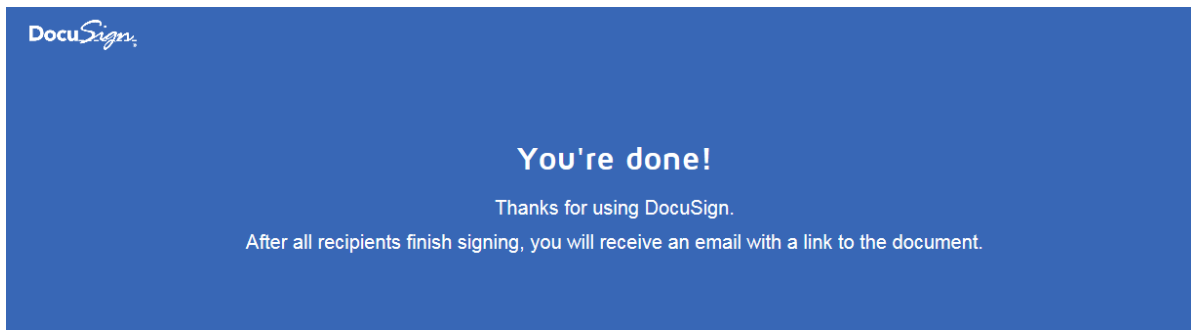 DocuSign
You're done!
Thanks for using DocuSign.
After all recipients finish signing, you will receive an email with a link to the document.